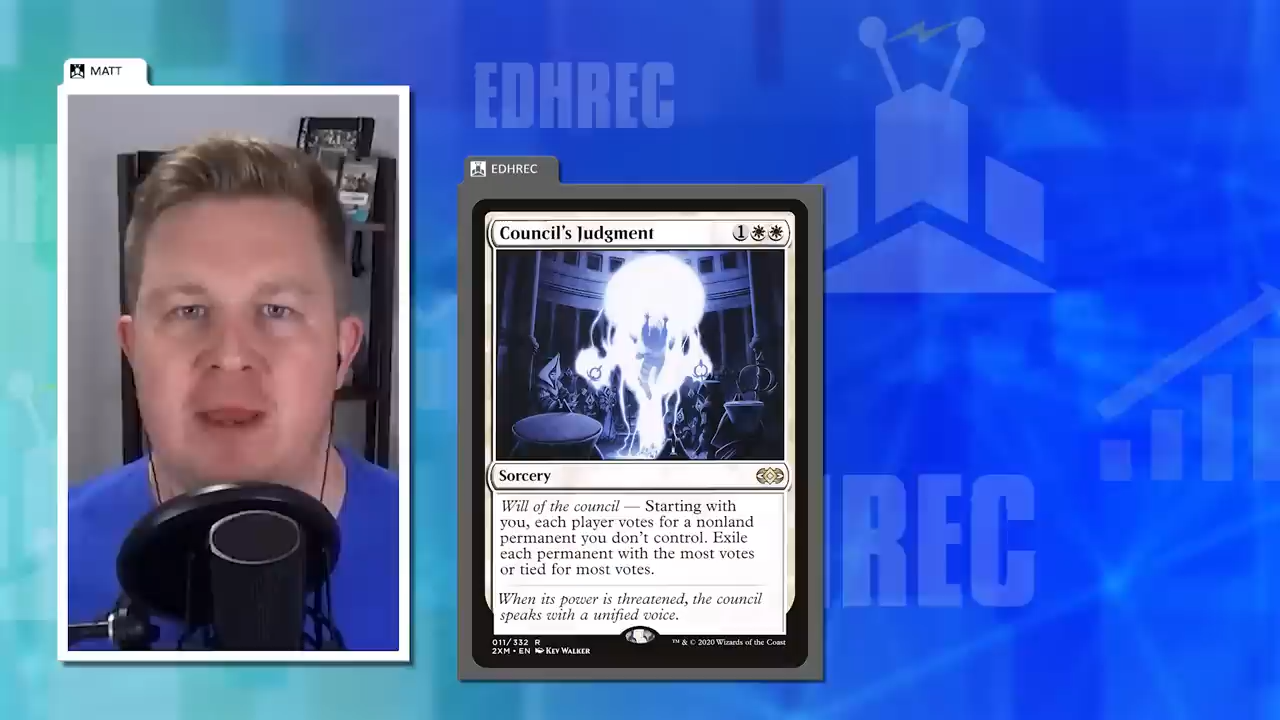 MATT
EDHREC
EDHREC
Council's Judgment 1
Sorcery
Will of the council — Starting with
you, each player votes for a nonland
permanent you don't control. Exile
each permanent with the most votes
or tied for most votes.
When its power is threatened, the council
speaks with a unified voice.
011/332 R
2XM • EN Kev Walker
™ & © 2020 Wizards of the Coast
HREC